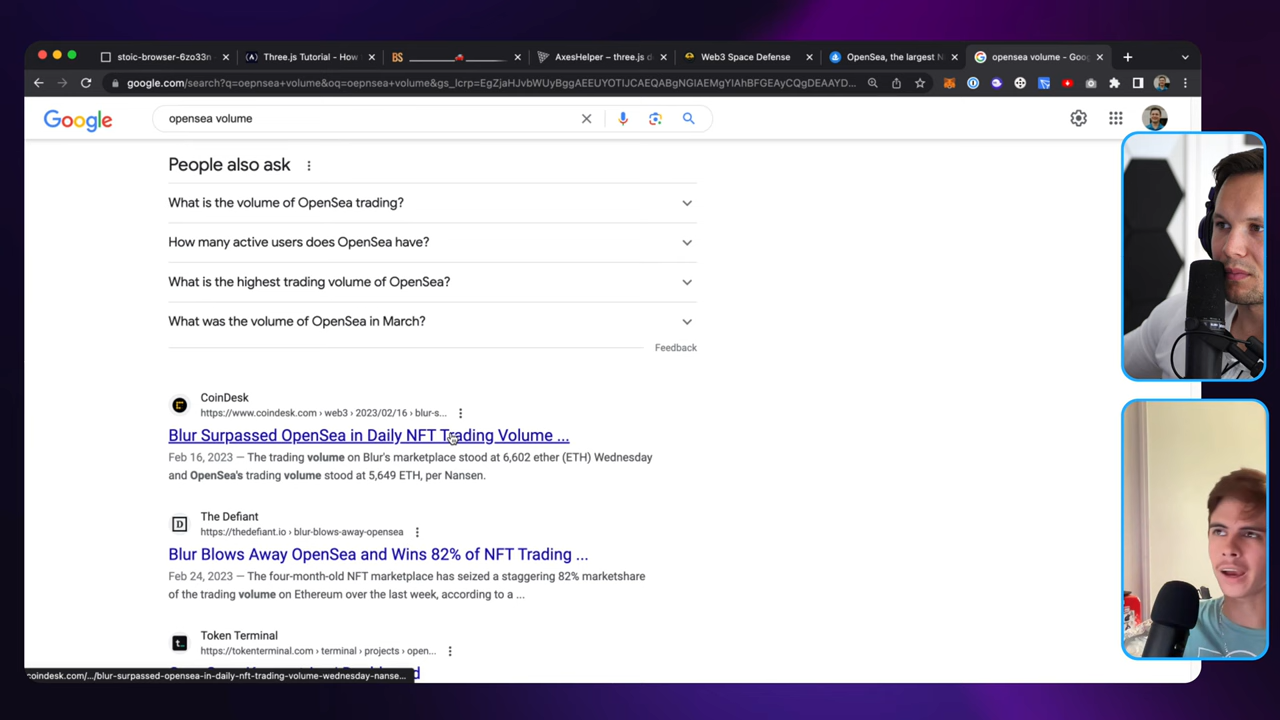 stoic-browser-6zo33n
Three.js Tutorial - How
BS
AxesHelper – three.js d
Web3 Space Defense
OpenSea, the largest N
opensea volume - Goog
google.com/search?q=oepnsea+volume&oq=oepnsea+volume&gs_lcrp=EgZjaHJvbWUyBggAEEUYOTIJCAEQABgNGIAEMgYIAhBFGEAyCQgDEAAYD...
Google
opensea volume
People also ask
What is the volume of OpenSea trading?
How many active users does OpenSea have?
What is the highest trading volume of OpenSea?
What was the volume of OpenSea in March?
Feedback
CoinDesk
https://www.coindesk.com › web3 › 2023/02/16 › blur-s...
Blur Surpassed OpenSea in Daily NFT Trading Volume ...
Feb 16, 2023 — The trading volume on Blur's marketplace stood at 6,602 ether (ETH) Wednesday
and OpenSea's trading volume stood at 5,649 ETH, per Nansen.
The Defiant
https://thedefiant.io › blur-blows-away-opensea
Blur Blows Away OpenSea and Wins 82% of NFT Trading ...
Feb 24, 2023 — The four-month-old NFT marketplace has seized a staggering 82% marketshare
of the trading volume on Ethereum over the last week, according to a ...
Token Terminal
https://tokenterminal.com › terminal › projects › open...
coindesk.com/.../blur-surpassed-opensea-in-daily-nft-trading-volume-wednesday-nanse...